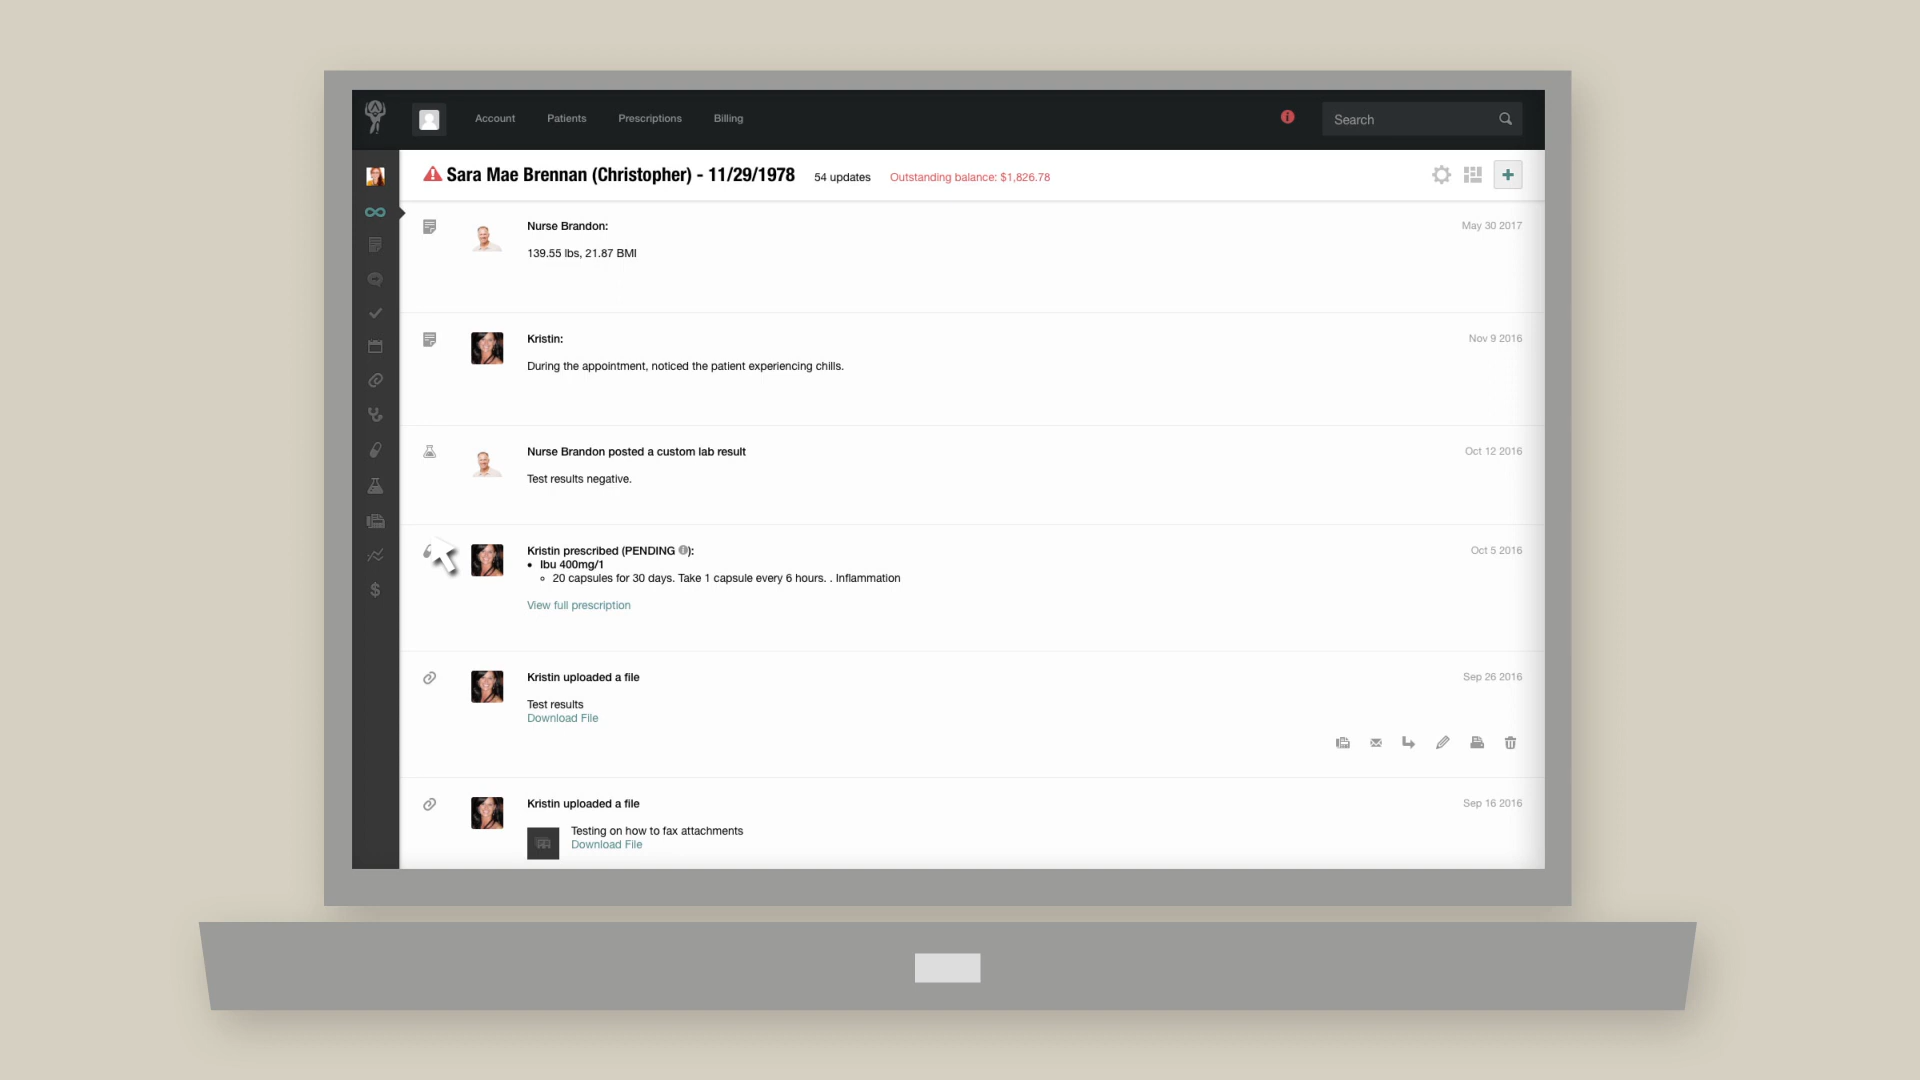 Account Patients Prescriptions Billing Search
Sara Mae Brennan (Christopher) - 11/29/1978 54 updates Outstanding balance: $1,826.78
Nurse Brandon: May 30 2017
139.55 lbs, 21.87 BMI
Kristin: Nov 9 2016
During the appointment, noticed the patient experiencing chills.
Nurse Brandon posted a custom lab result Oct 12 2016
Test results negative.
Kristin prescribed (PENDING ): Oct 5 2016
• Ibu 400mg/1
◦ 20 capsules for 30 days. Take 1 capsule every 6 hours. . Inflammation
View full prescription
Kristin uploaded a file Sep 26 2016
Test results
Download File
Kristin uploaded a file Sep 16 2016
Testing on how to fax attachments
Download File